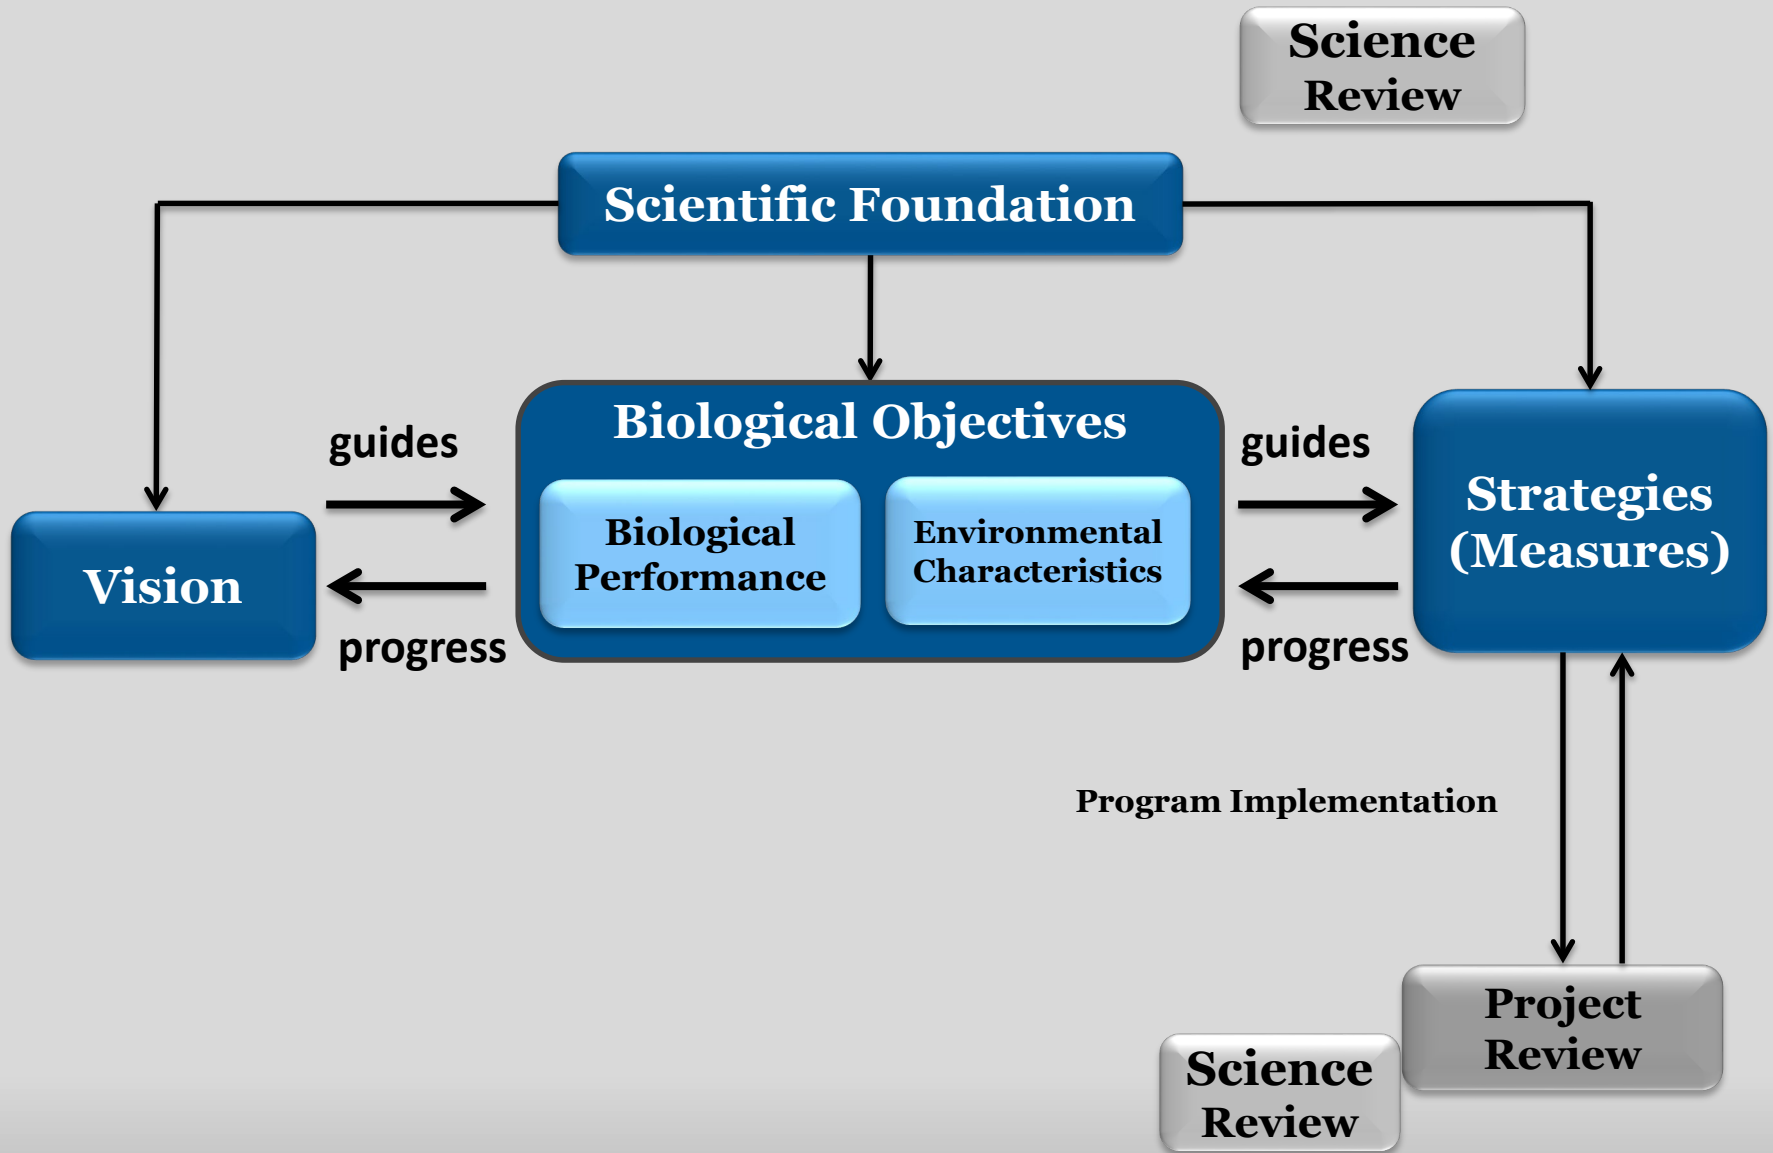 Science
Review
Scientific Foundation
Biological Objectives
guides
guides
Biological
Performance
Environmental
Characteristics
Strategies
(Measures)
Vision
progress
progress
Program Implementation
Project
Review
Science
Review